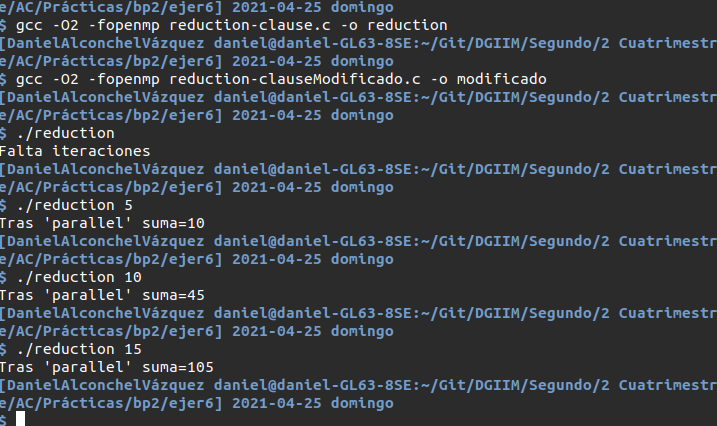 e/AC/Prácticas/bp2/ejer6] 2021-04-25 domingo
$ gcc -O2 -fopenmp reduction-clause.c -o reduction
[DanielAlconchelVázquez daniel@daniel-GL63-8SE:~/Git/DGIIM/Segundo/2 Cuatrimestr
e/AC/Prácticas/bp2/ejer6] 2021-04-25 domingo
$ gcc -O2 -fopenmp reduction-clauseModificado.c -o modificado
[DanielAlconchelVázquez daniel@daniel-GL63-8SE:~/Git/DGIIM/Segundo/2 Cuatrimestr
e/AC/Prácticas/bp2/ejer6] 2021-04-25 domingo
$ ./reduction
Falta iteraciones
[DanielAlconchelVázquez daniel@daniel-GL63-8SE:~/Git/DGIIM/Segundo/2 Cuatrimestr
e/AC/Prácticas/bp2/ejer6] 2021-04-25 domingo
$ ./reduction 5
Tras 'parallel' suma=10
[DanielAlconchelVázquez daniel@daniel-GL63-8SE:~/Git/DGIIM/Segundo/2 Cuatrimestr
e/AC/Prácticas/bp2/ejer6] 2021-04-25 domingo
$ ./reduction 10
Tras 'parallel' suma=45
[DanielAlconchelVázquez daniel@daniel-GL63-8SE:~/Git/DGIIM/Segundo/2 Cuatrimestr
e/AC/Prácticas/bp2/ejer6] 2021-04-25 domingo
$ ./reduction 15
Tras 'parallel' suma=105
[DanielAlconchelVázquez daniel@daniel-GL63-8SE:~/Git/DGIIM/Segundo/2 Cuatrimestr
e/AC/Prácticas/bp2/ejer6] 2021-04-25 domingo
$